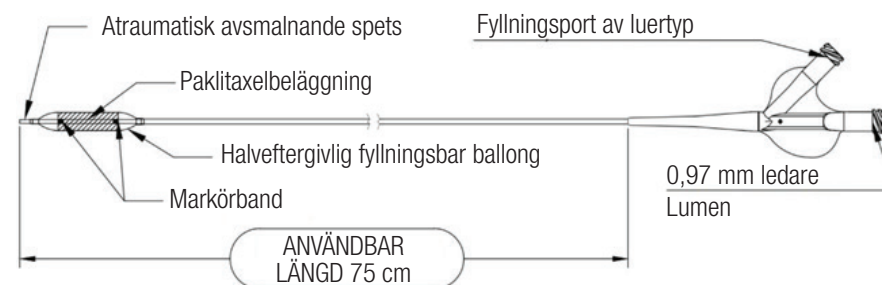 Atraumatisk avsmalnande spets
Fyllningsport av luertyp
Paklitaxelbeläggning
Halveftergivlig fyllningsbar ballong
Markörband
0,97 mm ledare
Lumen
ANVÄNDBAR
LÄNGD 75 cm